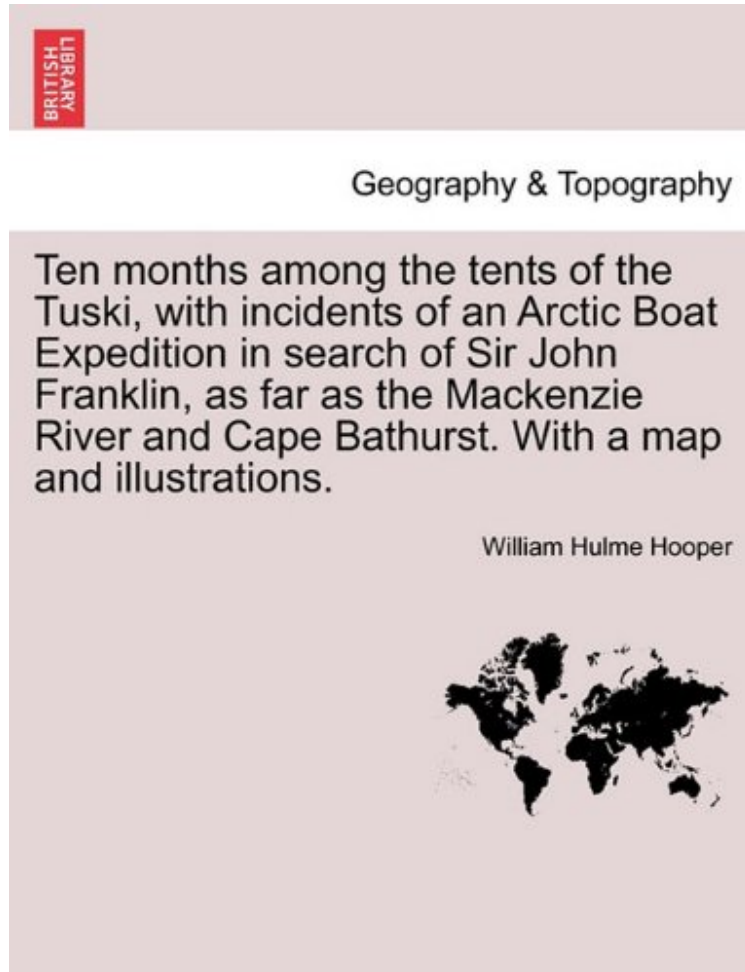 BRITISH
LIBRARY
Geography & Topography
Ten months among the tents of the
Tuski, with incidents of an Arctic Boat
Expedition in search of Sir John
Franklin, as far as the Mackenzie
River and Cape Bathurst. With a map
and illustrations.
William Hulme Hooper